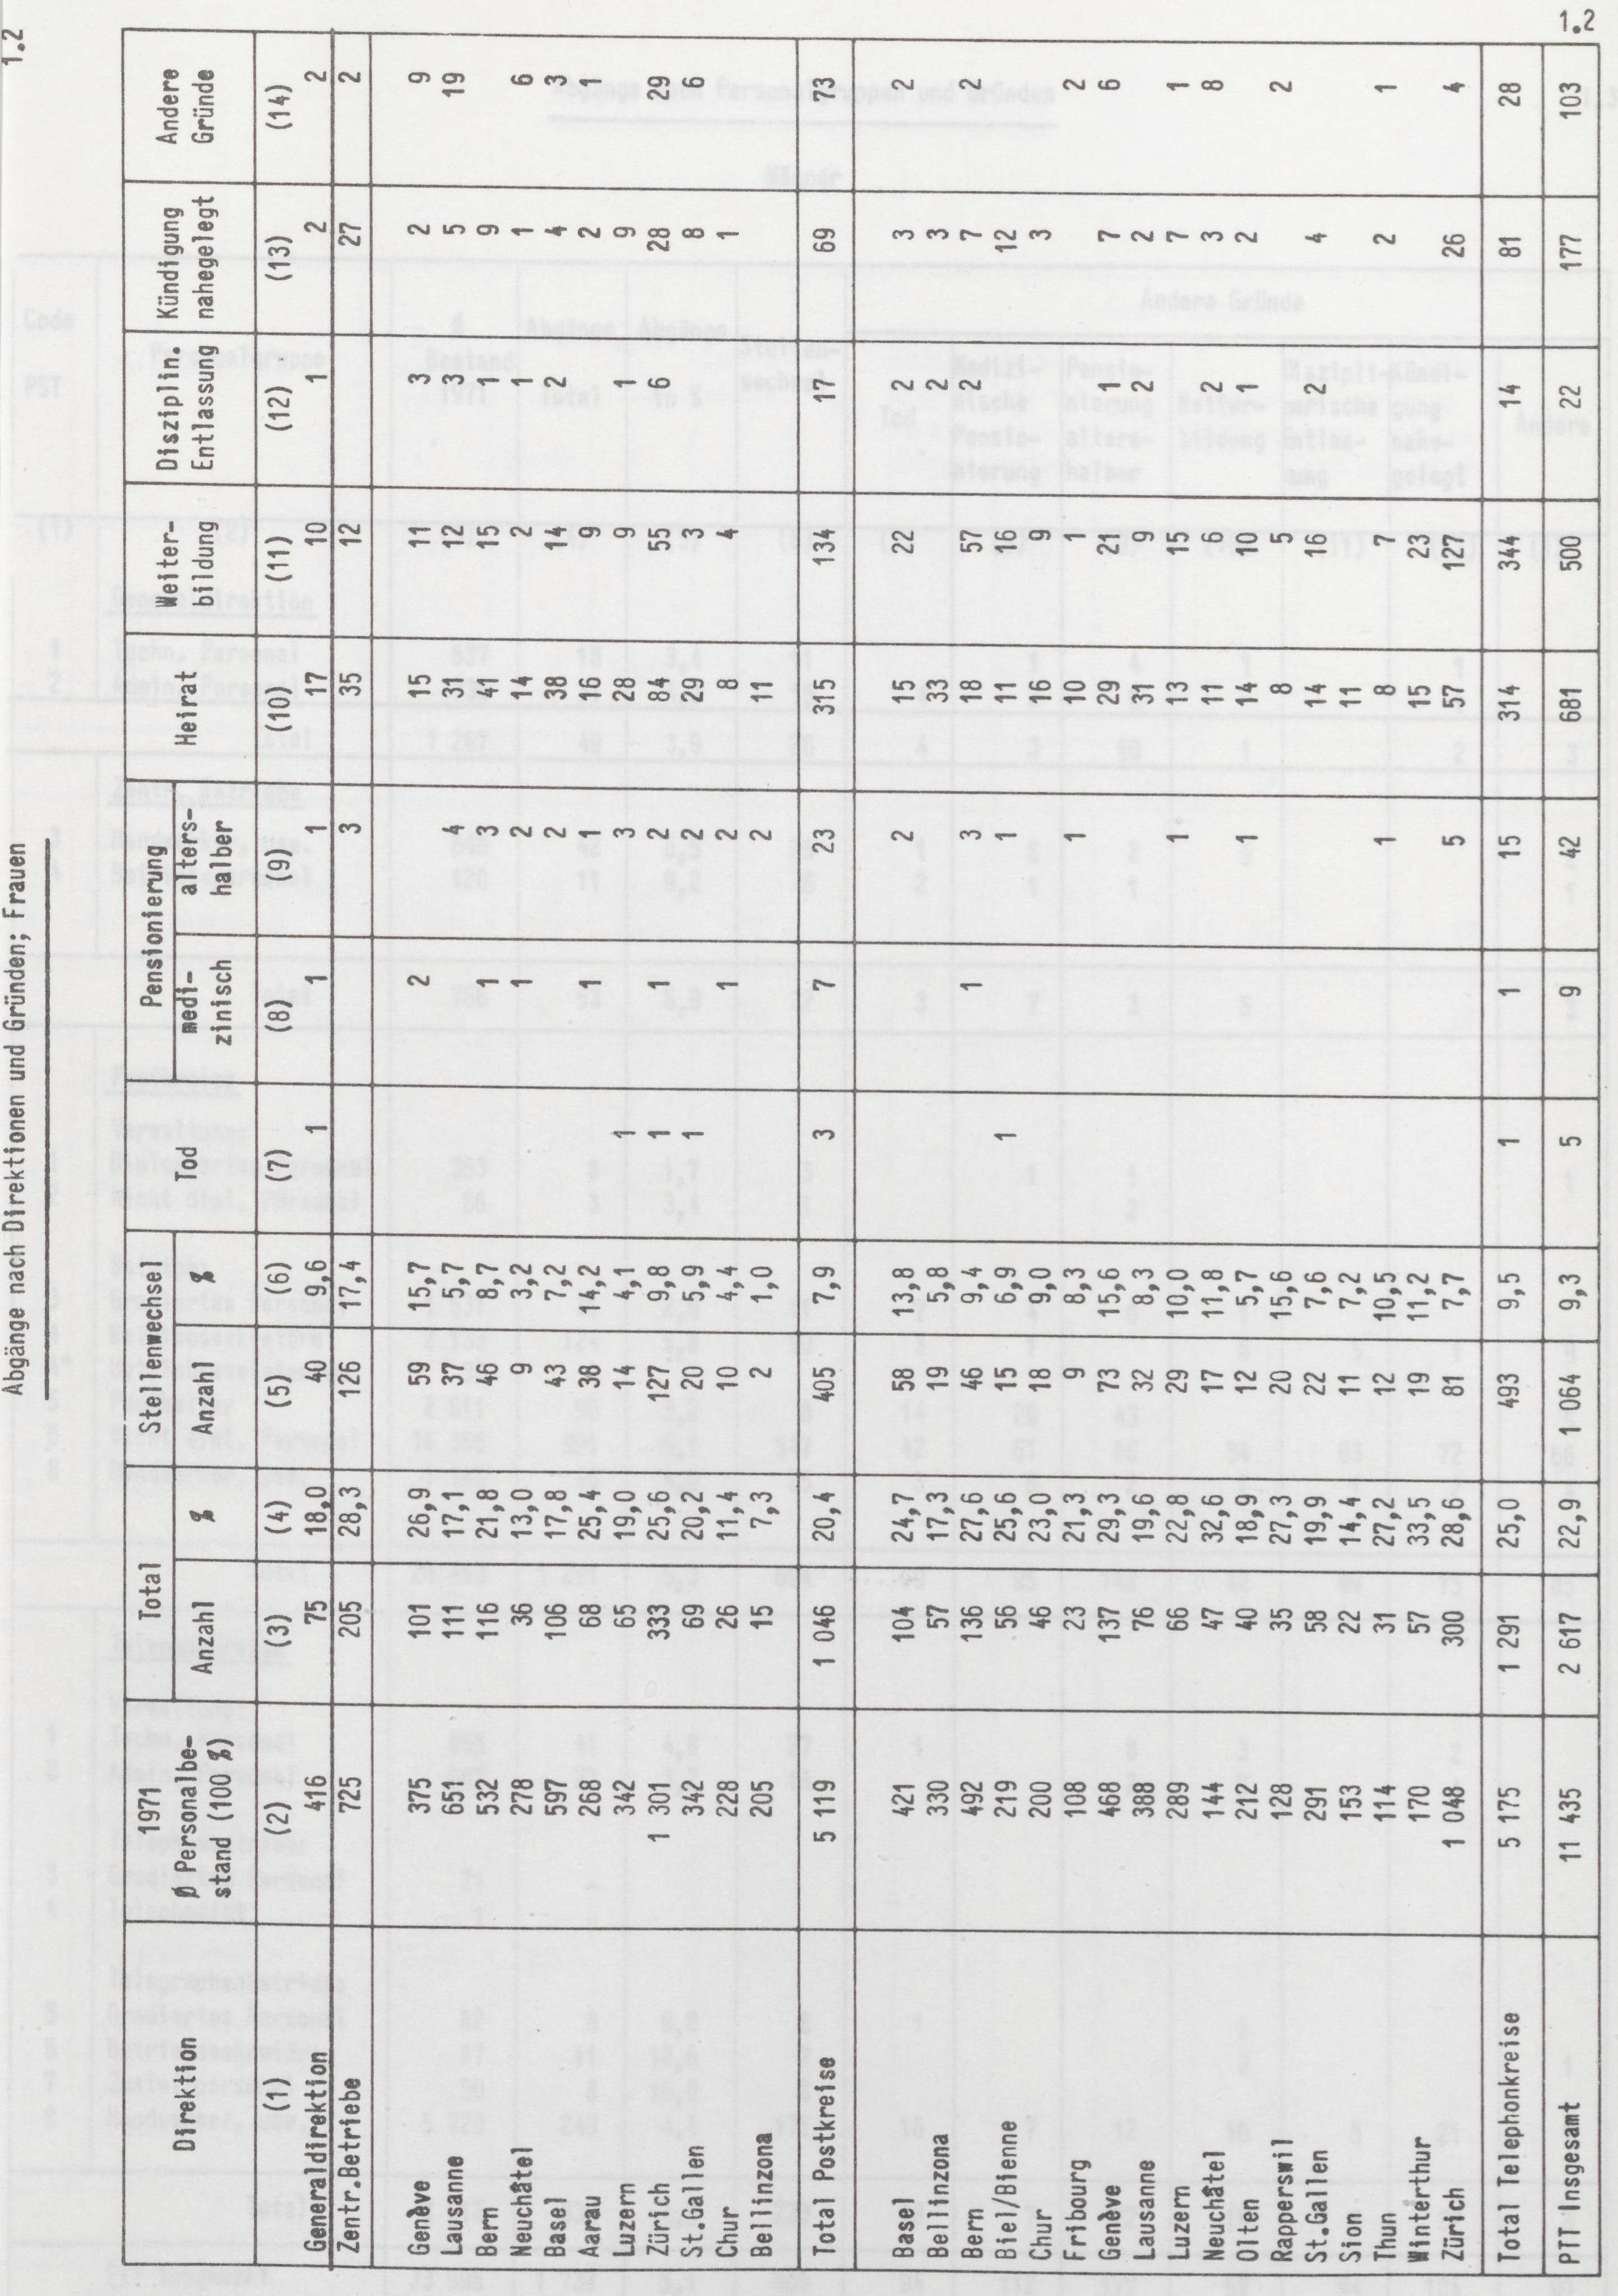 1.2
Abgänge nach Direktionen und Gründen; Frauen
Direktion 1971 Total Stellenwechsel Tod Pensionierung Heirat Weiter- Disziplin. Kündigung Andere
Ø Personalbe- Anzahl % Anzahl % medi- alters- bildung Entlassung nahegelegt Gründe
stand (100 %) zinisch halber
(1) (2) (3) (4) (5) (6) (7) (8) (9) (10) (11) (12) (13) (14)
Generaldirektion 416 75 18,0 40 9,6 1 1 1 17 10 1 2 2
Zentr.Betriebe 725 205 28,3 126 17,4 3 35 12 27 2
Genève 375 101 26,9 59 15,7 2 15 11 3 2 9
Lausanne 651 111 17,1 37 5,7 4 31 12 3 5 19
Bern 532 116 21,8 46 8,7 1 3 41 15 1 9
Neuchâtel 278 36 13,0 9 3,2 1 2 14 2 1 1 6
Basel 597 106 17,8 43 7,2 2 38 14 2 4 3
Aarau 268 68 25,4 38 14,2 1 1 16 9 2 1
Luzern 342 65 19,0 14 4,1 1 3 28 9 1 9
Zürich 1 301 333 25,6 127 9,8 1 1 2 84 55 6 28 29
St.Gallen 342 69 20,2 20 5,9 1 2 29 3 8 6
Chur 228 26 11,4 10 4,4 1 2 8 4 1
Bellinzona 205 15 7,3 2 1,0 2 11
Total Postkreise 5 119 1 046 20,4 405 7,9 3 7 23 315 134 17 69 73
Basel 421 104 24,7 58 13,8 2 15 22 2 3 2
Bellinzona 330 57 17,3 19 5,8 33 2 3
Bern 492 136 27,6 46 9,4 1 3 18 57 2 7 2
Biel/Bienne 219 56 25,6 15 6,9 1 1 11 16 12
Chur 200 46 23,0 18 9,0 16 9 3
Fribourg 108 23 21,3 9 8,3 1 10 1 2
Genève 468 137 29,3 73 15,6 29 21 1 7 6
Lausanne 388 76 19,6 32 8,3 31 9 2 2
Luzern 289 66 22,8 29 10,0 1 13 15 7 1
Neuchâtel 144 47 32,6 17 11,8 11 6 2 3 8
Olten 212 40 18,9 12 5,7 1 14 10 1 2
Rapperswil 128 35 27,3 20 15,6 8 5 2
St.Gallen 291 58 19,9 22 7,6 14 16 2 4
Sion 153 22 14,4 11 7,2 11
Thun 114 31 27,2 12 10,5 1 8 7 2 1
Winterthur 170 57 33,5 19 11,2 15 23
Zürich 1 048 300 28,6 81 7,7 5 57 127 26 4
Total Telephonkreise 5 175 1 291 25,0 493 9,5 1 1 15 314 344 14 81 28
PTT Insgesamt 11 435 2 617 22,9 1 064 9,3 5 9 42 681 500 22 177 103
1.2